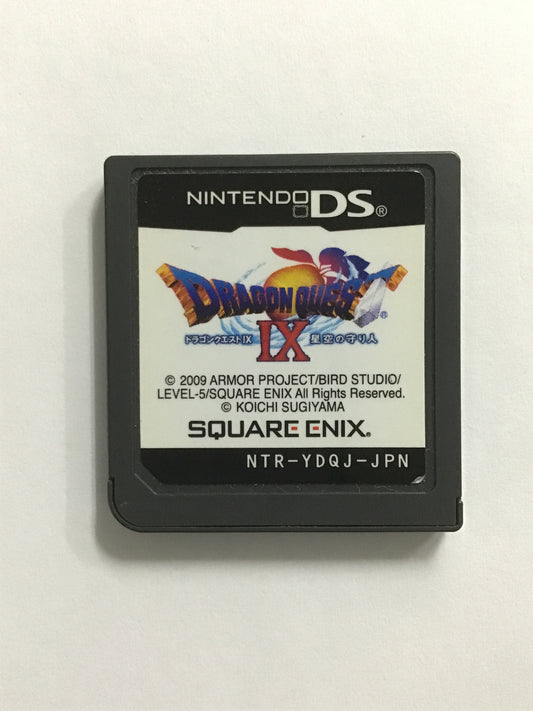 NINTENDO DS®
DRAGON QUEST®
IX
ドラゴンクエストIX 星空の守り人
© 2009 ARMOR PROJECT/BIRD STUDIO/
LEVEL-5/SQUARE ENIX All Rights Reserved.
© KOICHI SUGIYAMA
SQUARE ENIX®
NTR-YDQJ-JPN